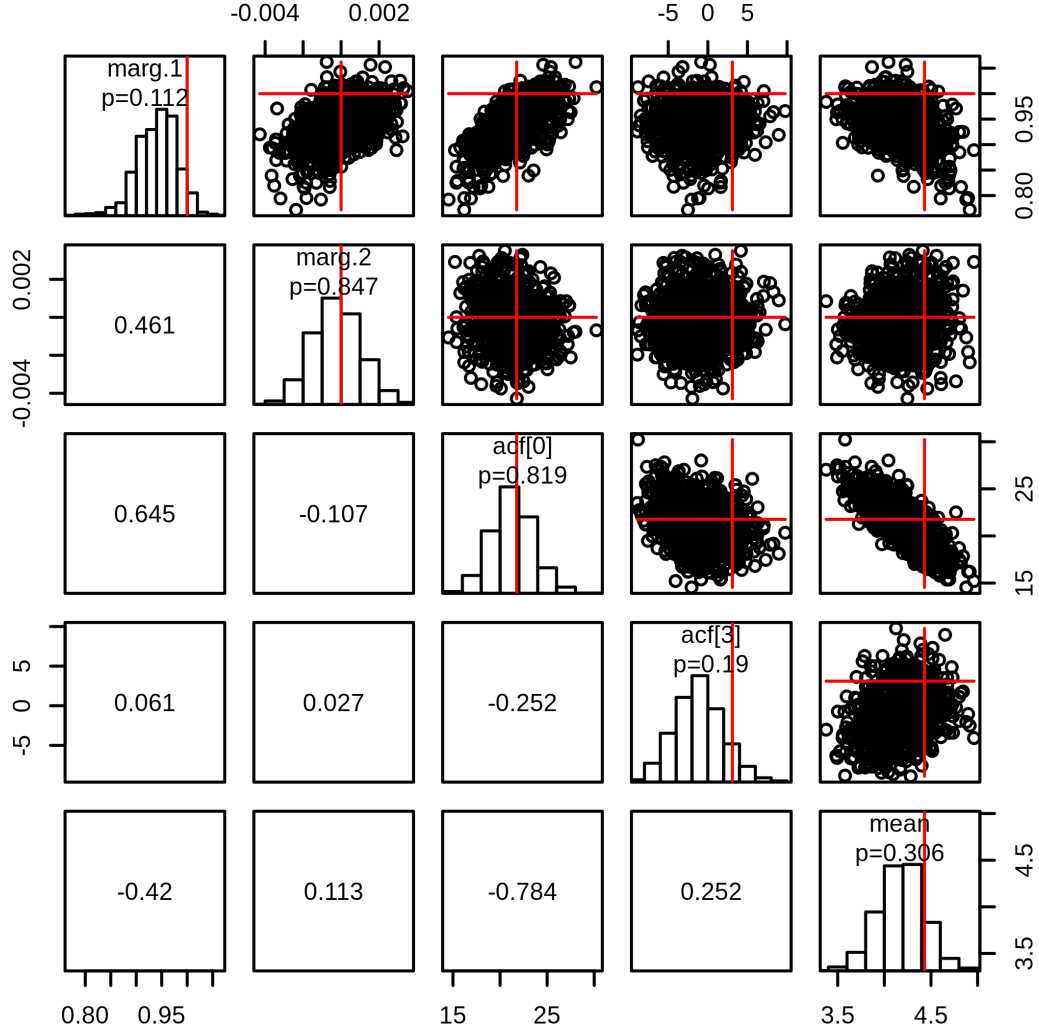 -0.004 0.002 -5 0 5
marg.1
p=0.112
0.80 0.95
-0.004 0.002
0.461
marg.2
p=0.847
0.645
-0.107
acf[0]
p=0.819
15 25
-5 0 5
0.061
0.027
-0.252
acf[3]
p=0.19
-0.42
0.113
-0.784
0.252
mean
p=0.306
3.5 4.5
0.80 0.95 15 25 3.5 4.5